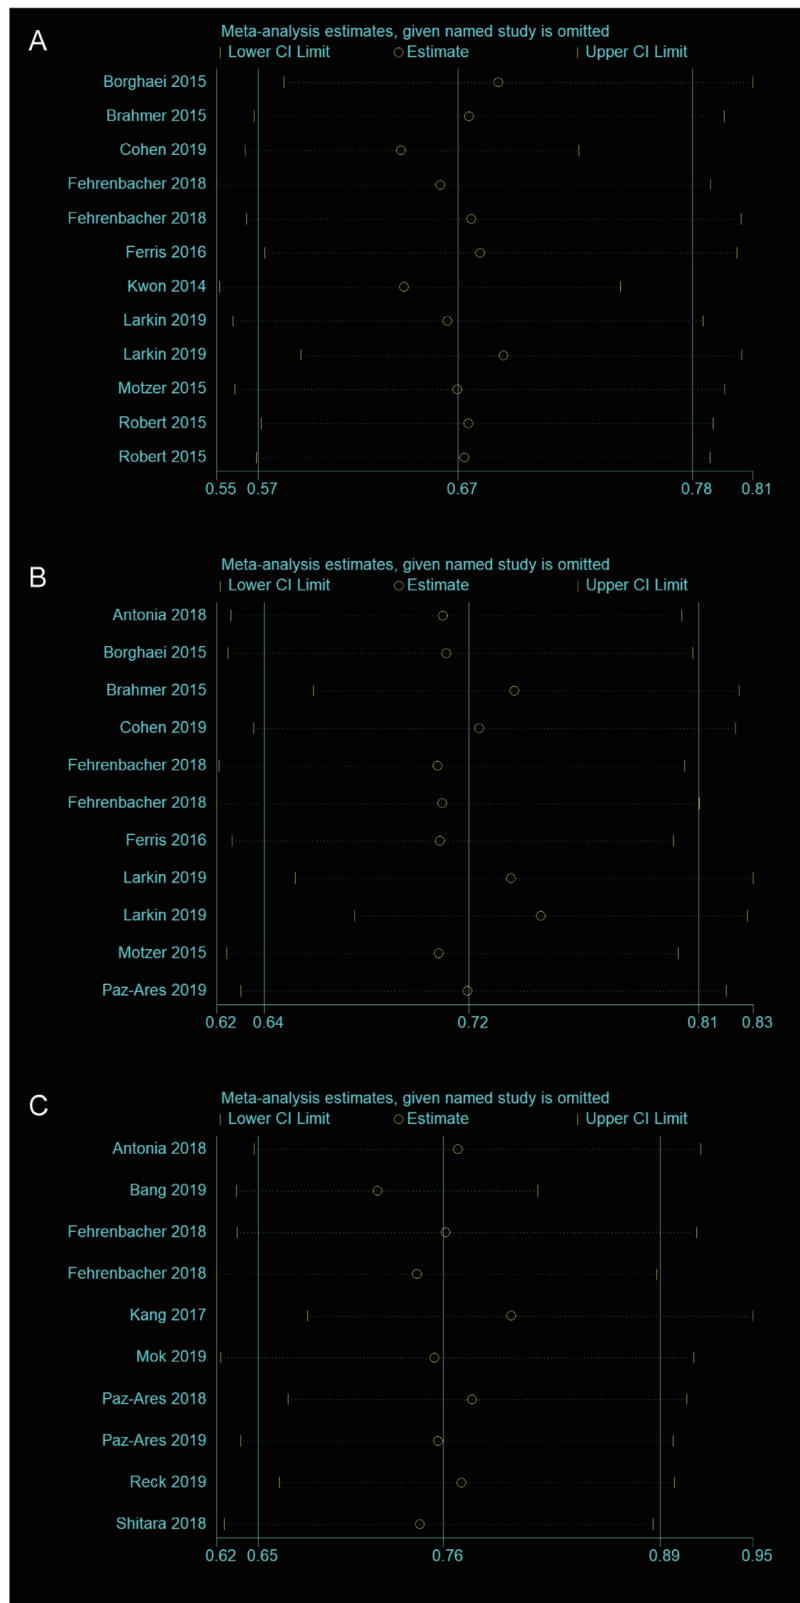 A
Meta-analysis estimates, given named study is omitted
Lower CI Limit Estimate Upper CI Limit
Borghaei 2015
Brahmer 2015
Cohen 2019
Fehrenbacher 2018
Fehrenbacher 2018
Ferris 2016
Kwon 2014
Larkin 2019
Larkin 2019
Motzer 2015
Robert 2015
Robert 2015
0.55 0.57 0.67 0.78 0.81
B
Meta-analysis estimates, given named study is omitted
Lower CI Limit Estimate Upper CI Limit
Antonia 2018
Borghaei 2015
Brahmer 2015
Cohen 2019
Fehrenbacher 2018
Fehrenbacher 2018
Ferris 2016
Larkin 2019
Larkin 2019
Motzer 2015
Paz-Ares 2019
0.62 0.64 0.72 0.81 0.83
C
Meta-analysis estimates, given named study is omitted
Lower CI Limit Estimate Upper CI Limit
Antonia 2018
Bang 2019
Fehrenbacher 2018
Fehrenbacher 2018
Kang 2017
Mok 2019
Paz-Ares 2018
Paz-Ares 2019
Reck 2019
Shitara 2018
0.62 0.65 0.76 0.89 0.95